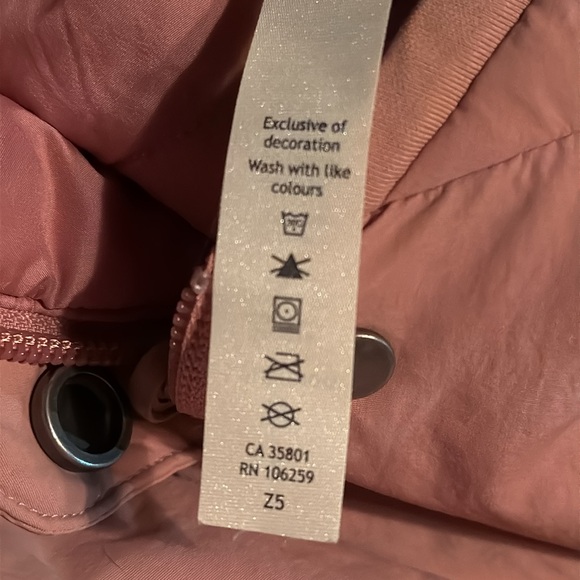 Exclusive of
decoration
Wash with like
colours
CA 35801
RN 106259
Z5